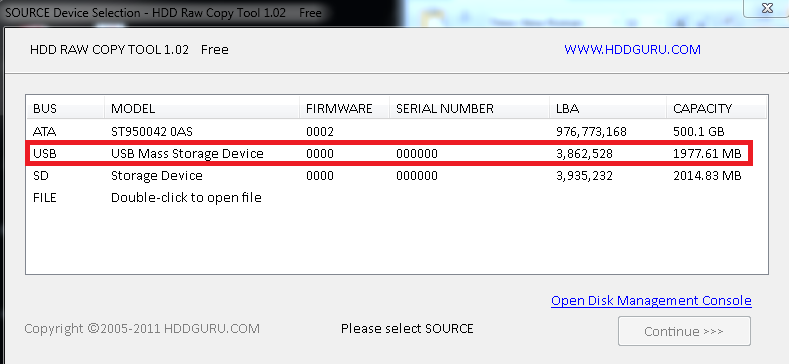 SOURCE Device Selection - HDD Raw Copy Tool 1.02 Free
HDD RAW COPY TOOL 1.02 Free WWW.HDDGURU.COM
BUS MODEL FIRMWARE SERIAL NUMBER LBA CAPACITY
ATA ST950042 0AS 0002 976,773,168 500.1 GB
USB USB Mass Storage Device 0000 000000 3,862,528 1977.61 MB
SD Storage Device 0000 000000 3,935,232 2014.83 MB
FILE Double-click to open file
Open Disk Management Console
Copyright ©2005-2011 HDDGURU.COM Please select SOURCE Continue >>>